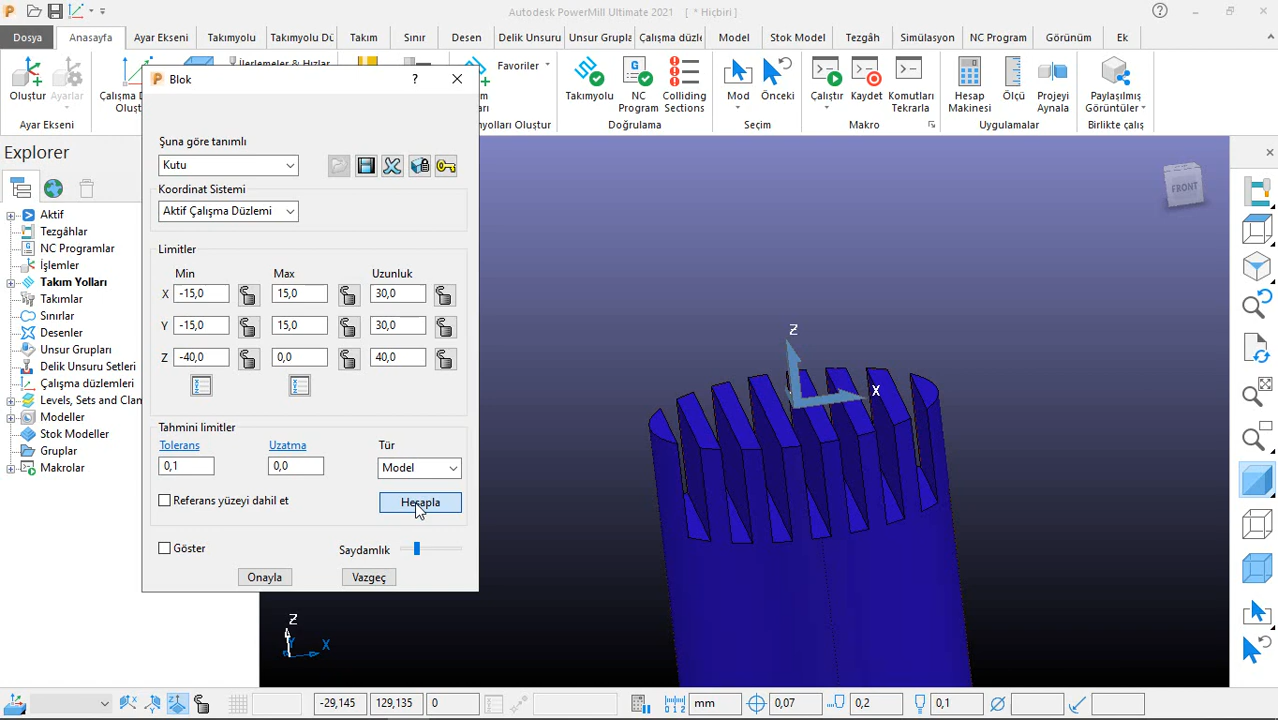 Autodesk PowerMill Ultimate 2021 [ * Hiçbiri ]
Dosya Anasayfa Ayar Ekseni Takımyolu Takımyolu Dü Takım Sınır Desen Delik Unsuru Unsur Grupla Çalışma düzle Model Stok Model Tezgâh Simülasyon NC Program Görünüm Ek
Oluştur Ayarlar
Ayar Ekseni
Çalışma Dü
Oluşt
İlerlemeler & Hızlar
Favoriler
Takımyolu NC Program Colliding Sections
Doğrulama
Mod Önceki
Seçim
Çalıştır Kaydet Komutları Tekrarla
Makro
Hesap Makinesi Ölçü Projeyi Aynala
Uygulamalar
Paylaşılmış Görüntüler
Birlikte çalış
Blok
Şuna göre tanımlı
Kutu
Koordinat Sistemi
Aktif Çalışma Düzlemi
Limitler
Min Max Uzunluk
X -15,0 15,0 30,0
Y -15,0 15,0 30,0
Z -40,0 0,0 40,0
Tahmini limitler
Tolerans Uzatma Tür
0,1 0,0 Model
Referans yüzeyi dahil et Hesapla
Göster Saydamlık
Onayla Vazgeç
Explorer
Aktif
Tezgâhlar
NC Programlar
İşlemler
Takım Yolları
Takımlar
Sınırlar
Desenler
Unsur Grupları
Delik Unsuru Setleri
Çalışma düzlemleri
Levels, Sets and Clan
Modeller
Stok Modeller
Gruplar
Makrolar
FRONT
Z
X
Z
Y
X
-29,145 129,135 0 mm 0,07 0,2 0,1